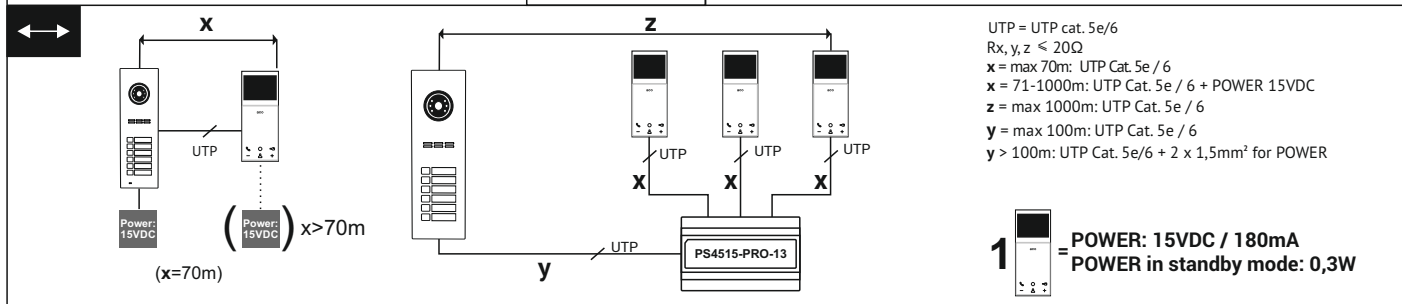 x
UTP
Power:
15VDC
(Power:
15VDC) x>70m
(x=70m)
z
UTP
UTP
UTP
x
x
x
UTP
y
PS4515-PRO-13
UTP = UTP cat. 5e/6
Rx, y, z ⩽ 20Ω
x = max 70m: UTP Cat. 5e / 6
x = 71-1000m: UTP Cat. 5e / 6 + POWER 15VDC
z = max 1000m: UTP Cat. 5e / 6
y = max 100m: UTP Cat. 5e / 6
y > 100m: UTP Cat. 5e/6 + 2 x 1,5mm² for POWER
1 = POWER: 15VDC / 180mA
POWER in standby mode: 0,3W